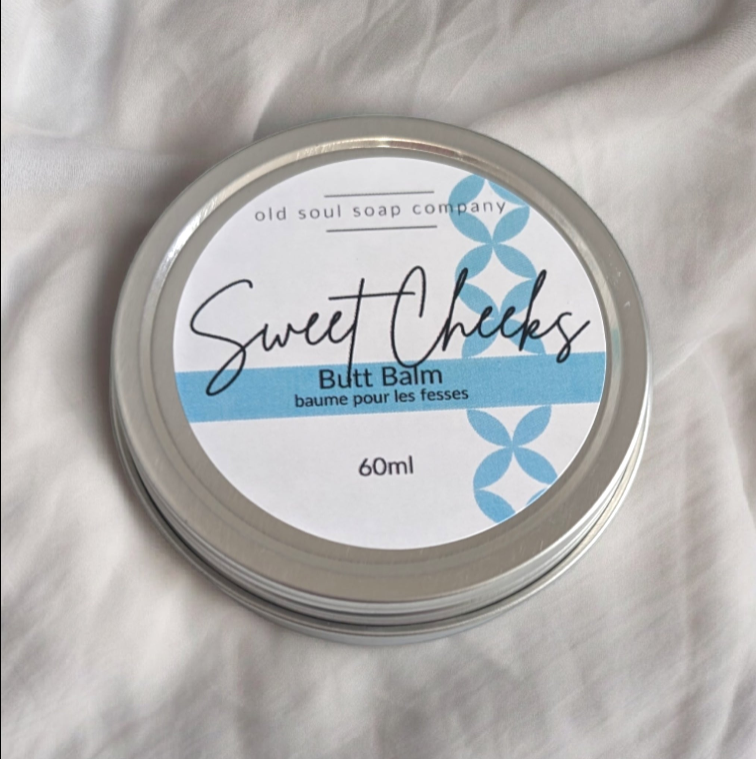 old soul soap company
Sweet Cheeks
Butt Balm
baume pour les fesses
60ml